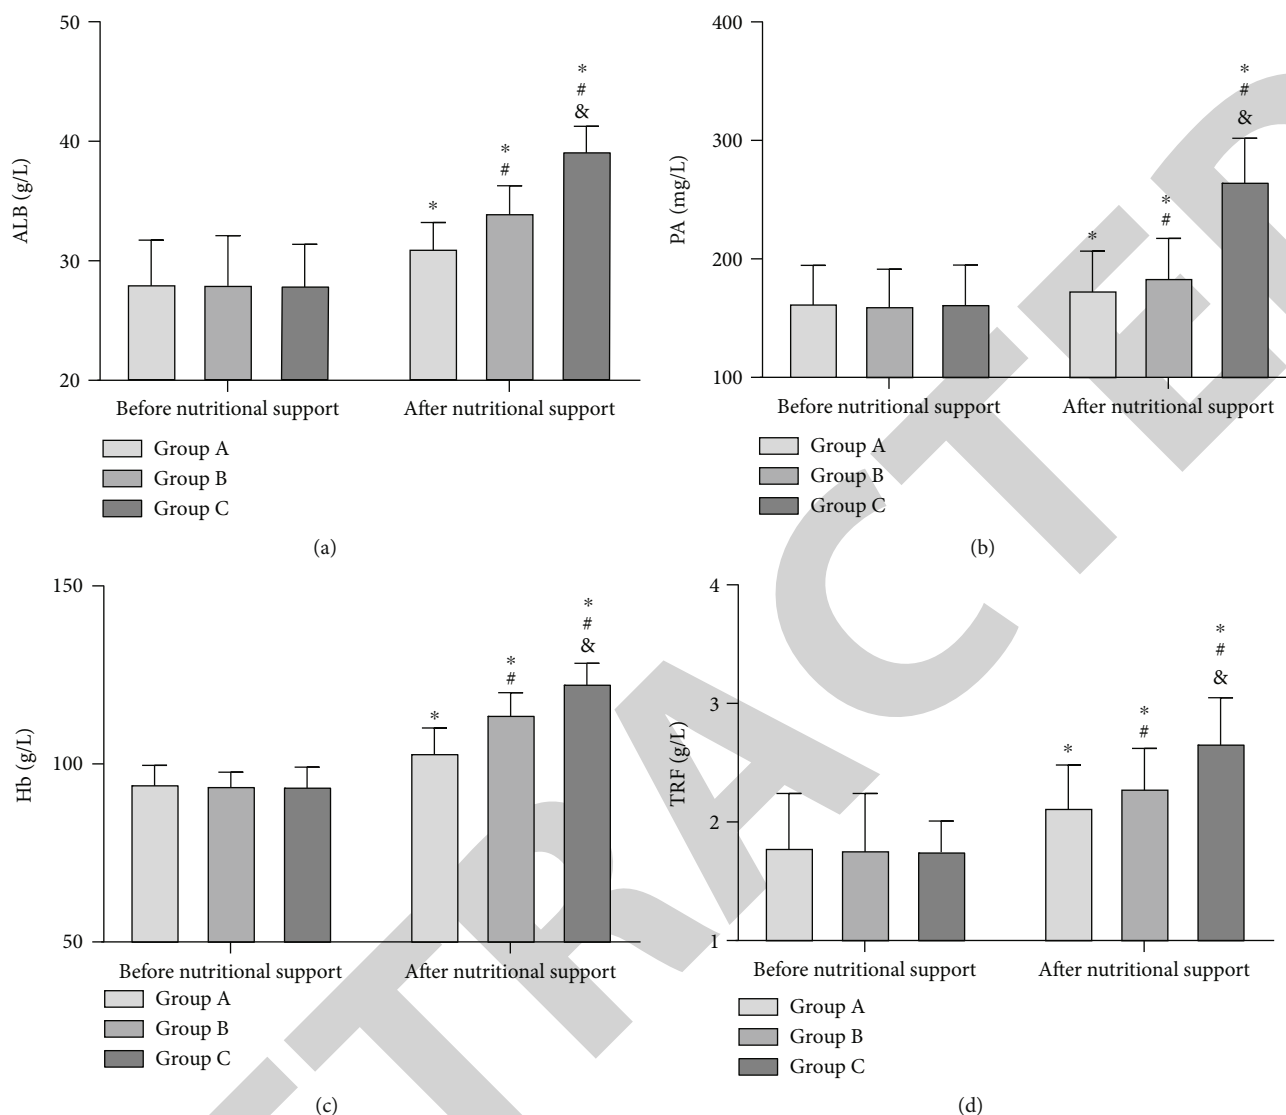 50
40
30
20
ALB (g/L)
*
*
#
*
#
&
Before nutritional support
After nutritional support
Group A
Group B
Group C
(a)
400
300
200
100
PA (mg/L)
*
*
#
*
#
&
Before nutritional support
After nutritional support
Group A
Group B
Group C
(b)
150
100
50
Hb (g/L)
*
*
#
*
#
&
Before nutritional support
After nutritional support
Group A
Group B
Group C
(c)
4
3
2
1
TRF (g/L)
*
*
#
*
#
&
Before nutritional support
After nutritional support
Group A
Group B
Group C
(d)
TRACTED